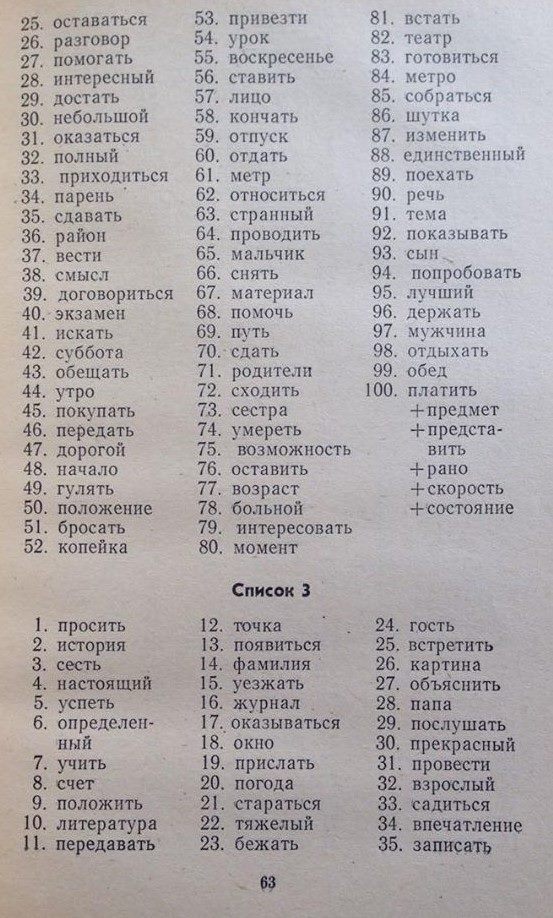 25. оставаться
26. разговор
27. помогать
28. интересный
29. достать
30. небольшой
31. оказаться
32. полный
33. приходиться
34. парень
35. сдавать
36. район
37. вести
38. смысл
39. договориться
40. экзамен
41. искать
42. суббота
43. обещать
44. утро
45. покупать
46. передать
47. дорогой
48. начало
49. гулять
50. положение
51. бросать
52. копейка
53. привезти
54. урок
55. воскресенье
56. ставить
57. лицо
58. кончать
59. отпуск
60. отдать
61. метр
62. относиться
63. странный
64. проводить
65. мальчик
66. снять
67. материал
68. помочь
69. путь
70. сдать
71. родители
72. сходить
73. сестра
74. умереть
75. возможность
76. оставить
77. возраст
78. больной
79. интересовать
80. момент
81. встать
82. театр
83. готовиться
84. метро
85. собраться
86. шутка
87. изменить
88. единственный
89. поехать
90. речь
91. тема
92. показывать
93. сын
94. попробовать
95. лучший
96. держать
97. мужчина
98. отдыхать
99. обед
100. платить
+предмет
+предста-
вить
+рано
+скорость
+состояние
Список 3
1. просить
2. история
3. сесть
4. настоящий
5. успеть
6. определен-
ный
7. учить
8. счет
9. положить
10. литература
11. передавать
12. точка
13. появиться
14. фамилия
15. уезжать
16. журнал
17. оказываться
18. окно
19. прислать
20. погода
21. стараться
22. тяжелый
23. бежать
24. гость
25. встретить
26. картина
27. объяснить
28. папа
29. послушать
30. прекрасный
31. провести
32. взрослый
33. садиться
34. впечатление
35. записать
63